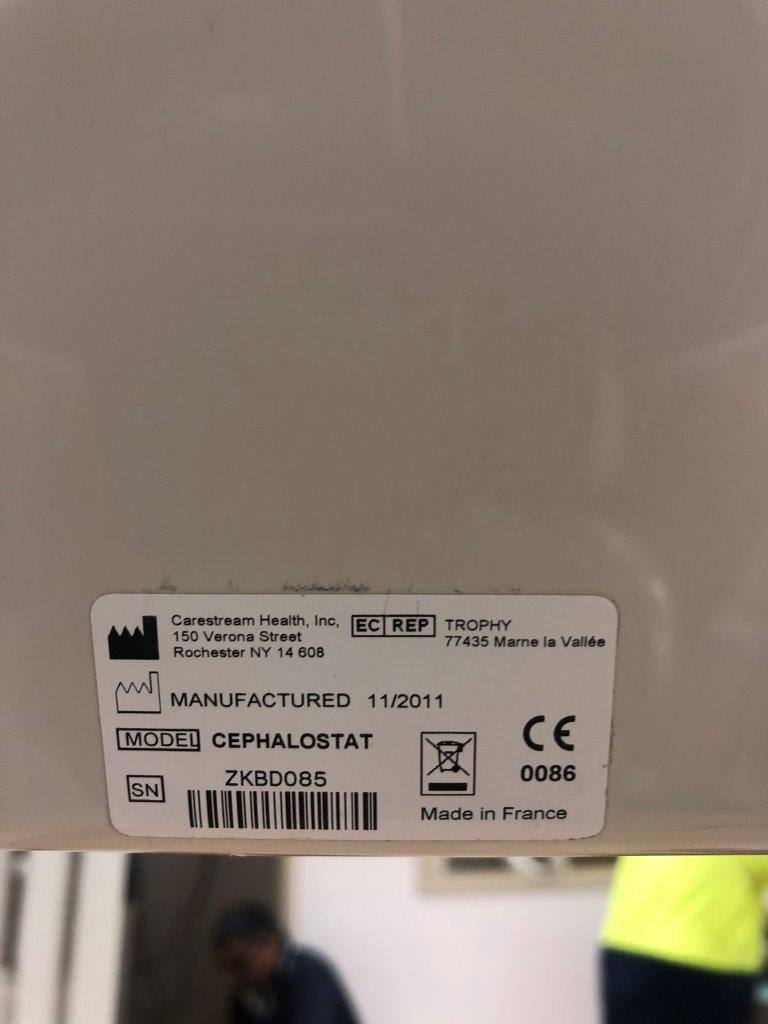 Carestream Health, Inc,
150 Verona Street
Rochester NY 14 608
EC REP TROPHY
77435 Marne la Vallée
MANUFACTURED 11/2011
MODEL CEPHALOSTAT
SN ZKBD085
CE
0086
Made in France